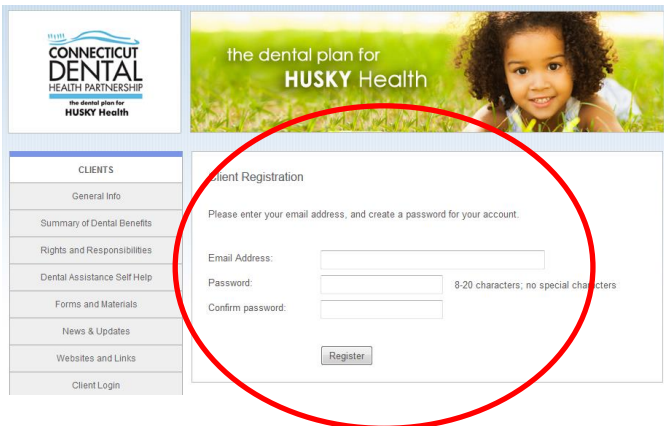 CONNECTICUT
DENTAL
HEALTH PARTNERSHIP
the dental plan for
HUSKY Health
the dental plan for
HUSKY Health
CLIENTS
General Info
Summary of Dental Benefits
Rights and Responsibilities
Dental Assistance Self Help
Forms and Materials
News & Updates
Websites and Links
Client Login
Client Registration
Please enter your email address, and create a password for your account.
Email Address:
Password:
8-20 characters; no special characters
Confirm password:
Register